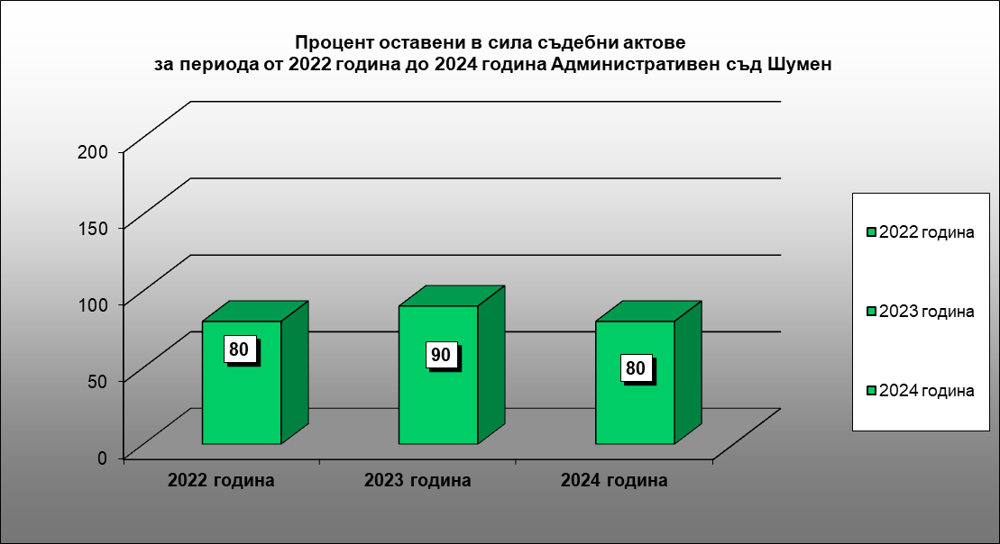 Процент оставени в сила съдебни актове
за периода от 2022 година до 2024 година Административен съд Шумен
200
150
100
50
0
80
90
80
2022 година
2023 година
2024 година
2022 година
2023 година
2024 година